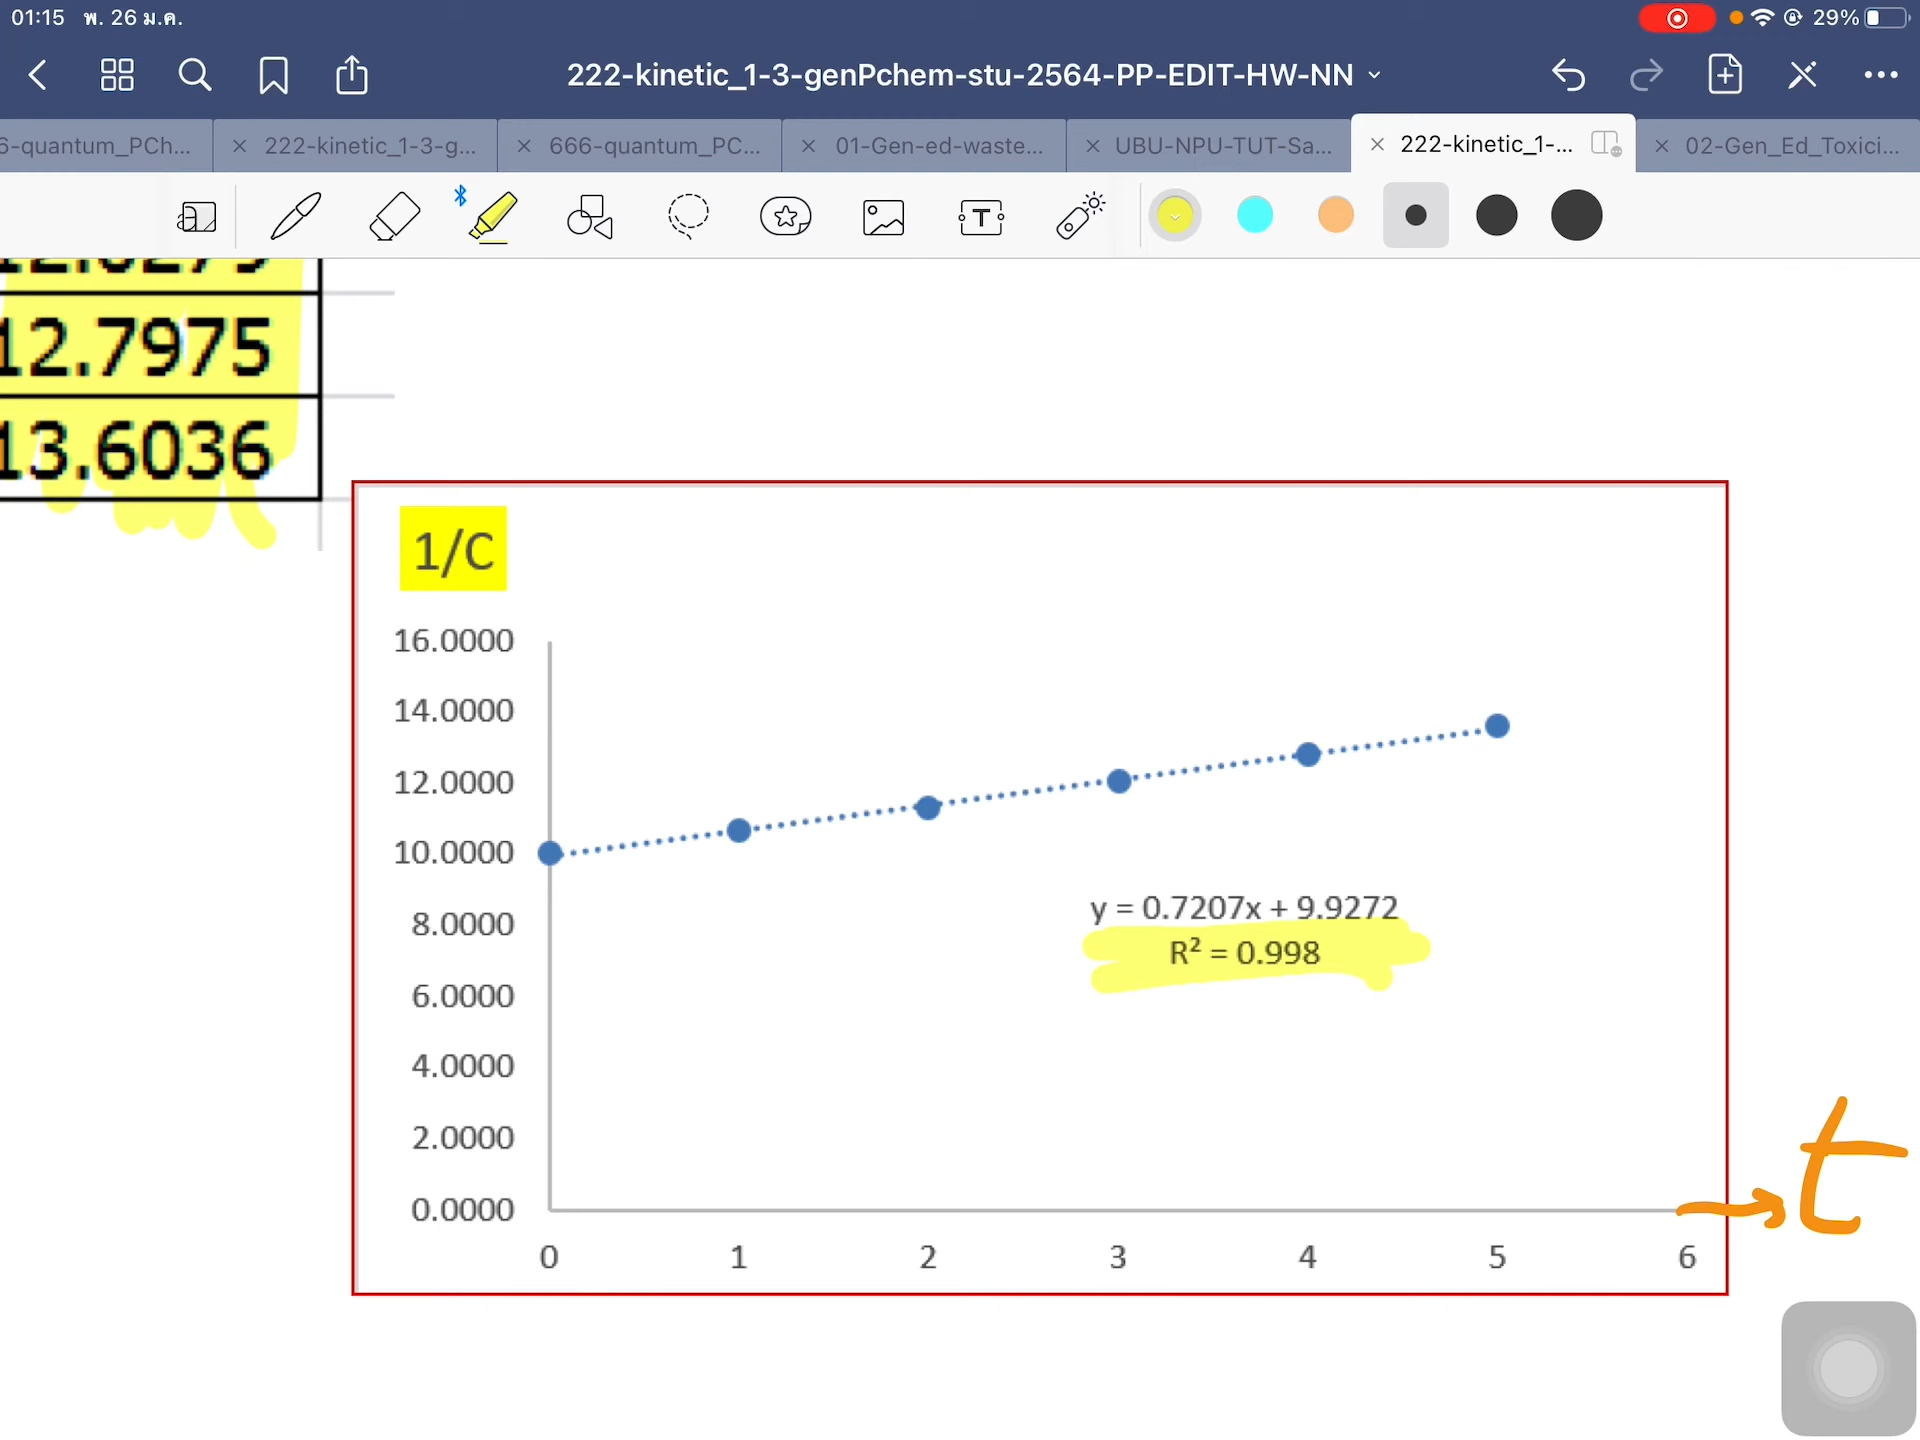 01:15 พ. 26 ม.ค.
29%
222-kinetic_1-3-genPchem-stu-2564-PP-EDIT-HW-NN
6-quantum_PCh...
222-kinetic_1-3-g...
666-quantum_PC...
01-Gen-ed-waste...
UBU-NPU-TUT-Sa...
222-kinetic_1-...
02-Gen_Ed_Toxici...
12.7975
13.6036
1/C
16.0000
14.0000
12.0000
10.0000
8.0000
6.0000
4.0000
2.0000
0.0000
y = 0.7207x + 9.9272
R² = 0.998
0 1 2 3 4 5 6
t